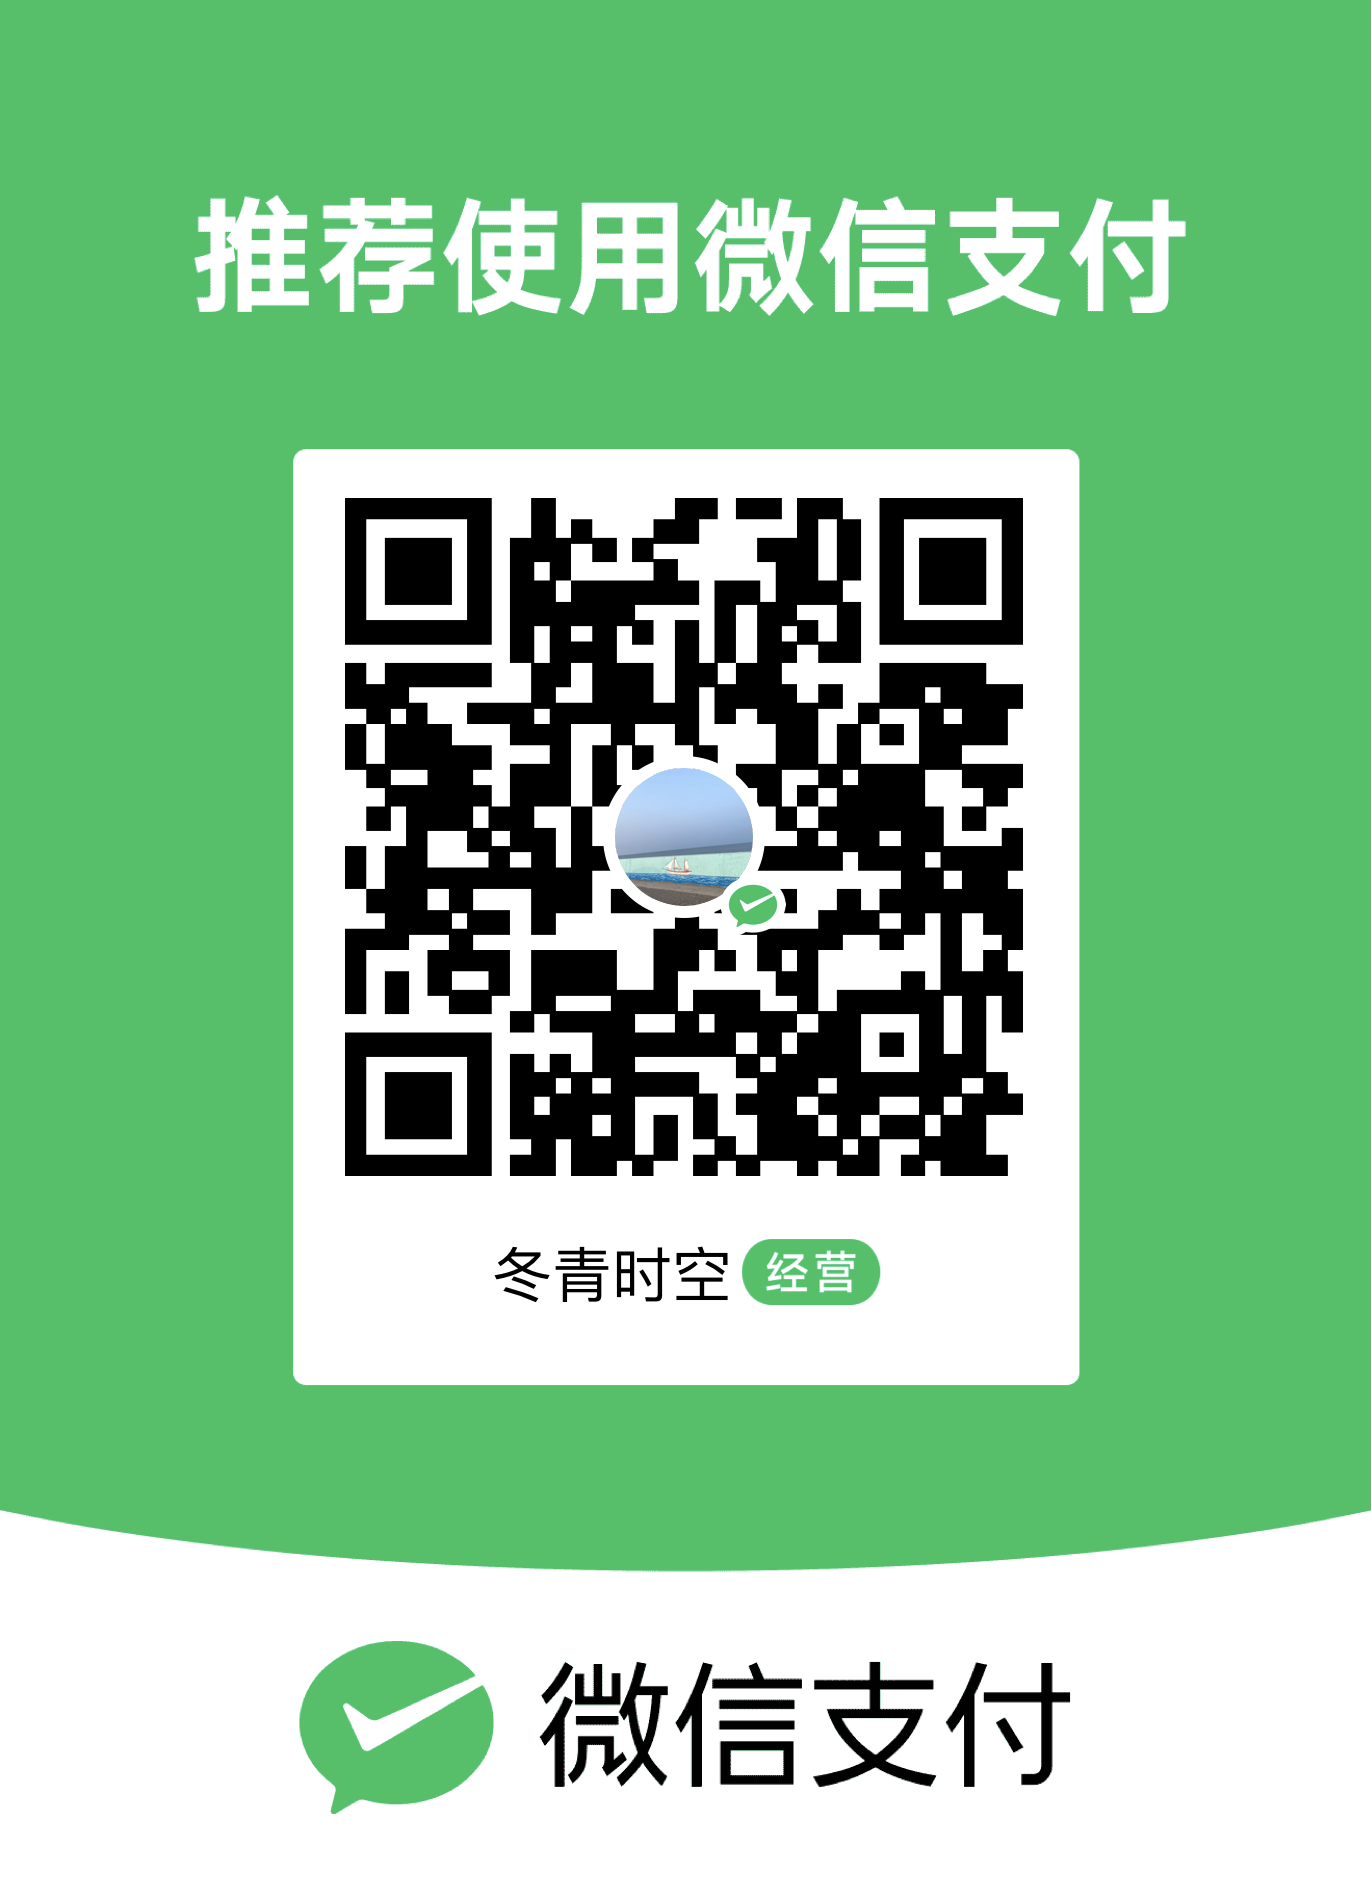 推荐使用微信支付
冬青时空 经营
微信支付